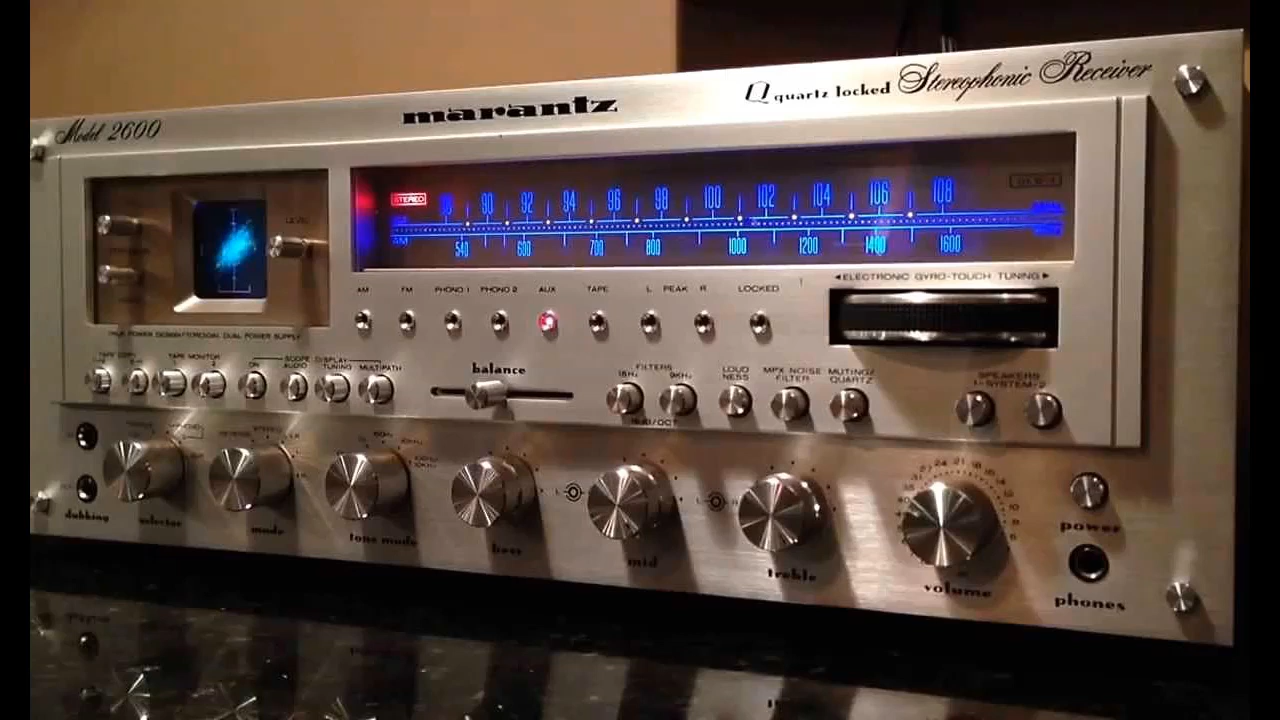 Model 2600
marantz
Q quartz locked Stereophonic Receiver
STEREO
88 90 92 94 96 98 100 102 104 106 108
AM 540 600 700 800 1000 1200 1400 1600
LEVEL
ELECTRONIC GYRO-TOUCH TUNING
AM FM PHONO 1 PHONO 2 AUX TAPE L PEAK R LOCKED
TAPE COPY TAPE MONITOR SCOPE DISPLAY
ON AUDIO TUNING MULTIPATH
balance
FILTERS
15Hz 9KHz
LOUD NESS
MPX NOISE FILTER
MUTING/ QUARTZ
SPEAKERS
1-SYSTEM-2
18dB/OCT
dubbing
selector
mode
tone mode
bass
mid
treble
volume
power
phones